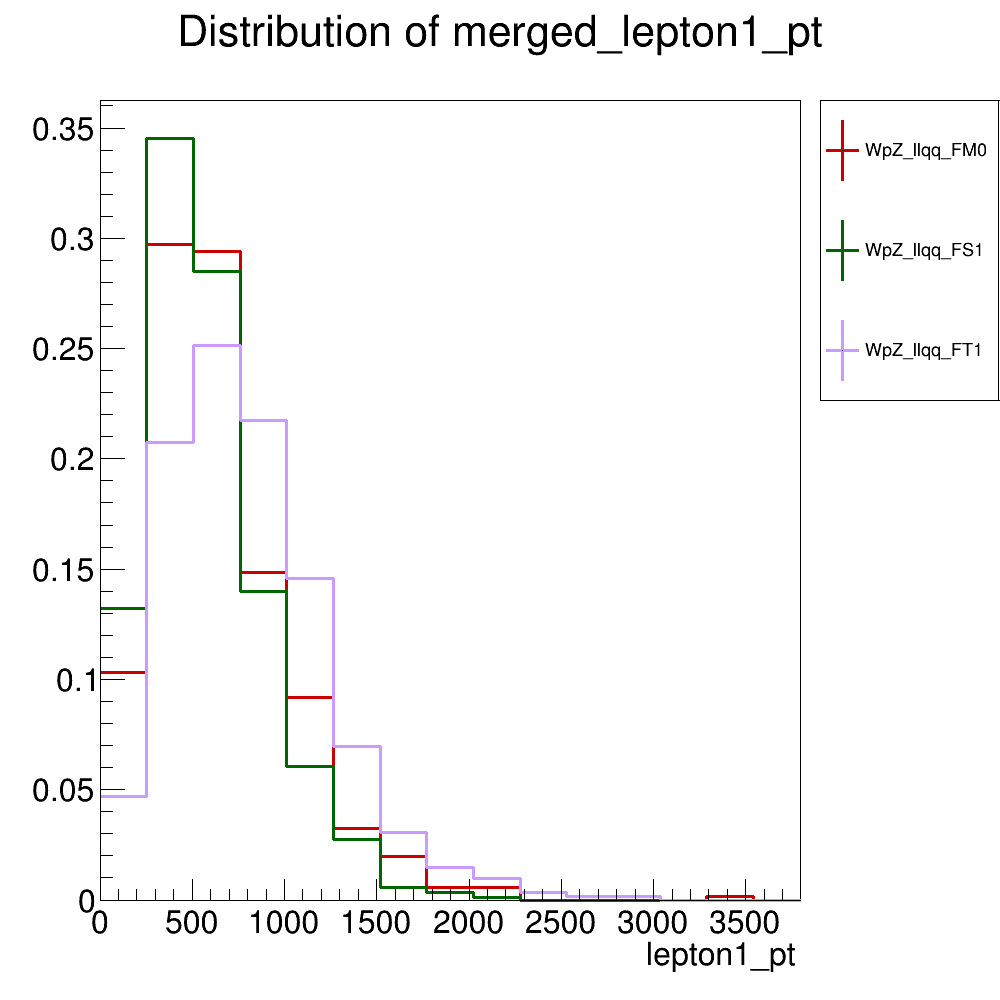 Distribution of merged_lepton1_pt
0.35
0.3
0.25
0.2
0.15
0.1
0.05
0
0 500 1000 1500 2000 2500 3000 3500
lepton1_pt
WpZ_llqq_FM0
WpZ_llqq_FS1
WpZ_llqq_FT1